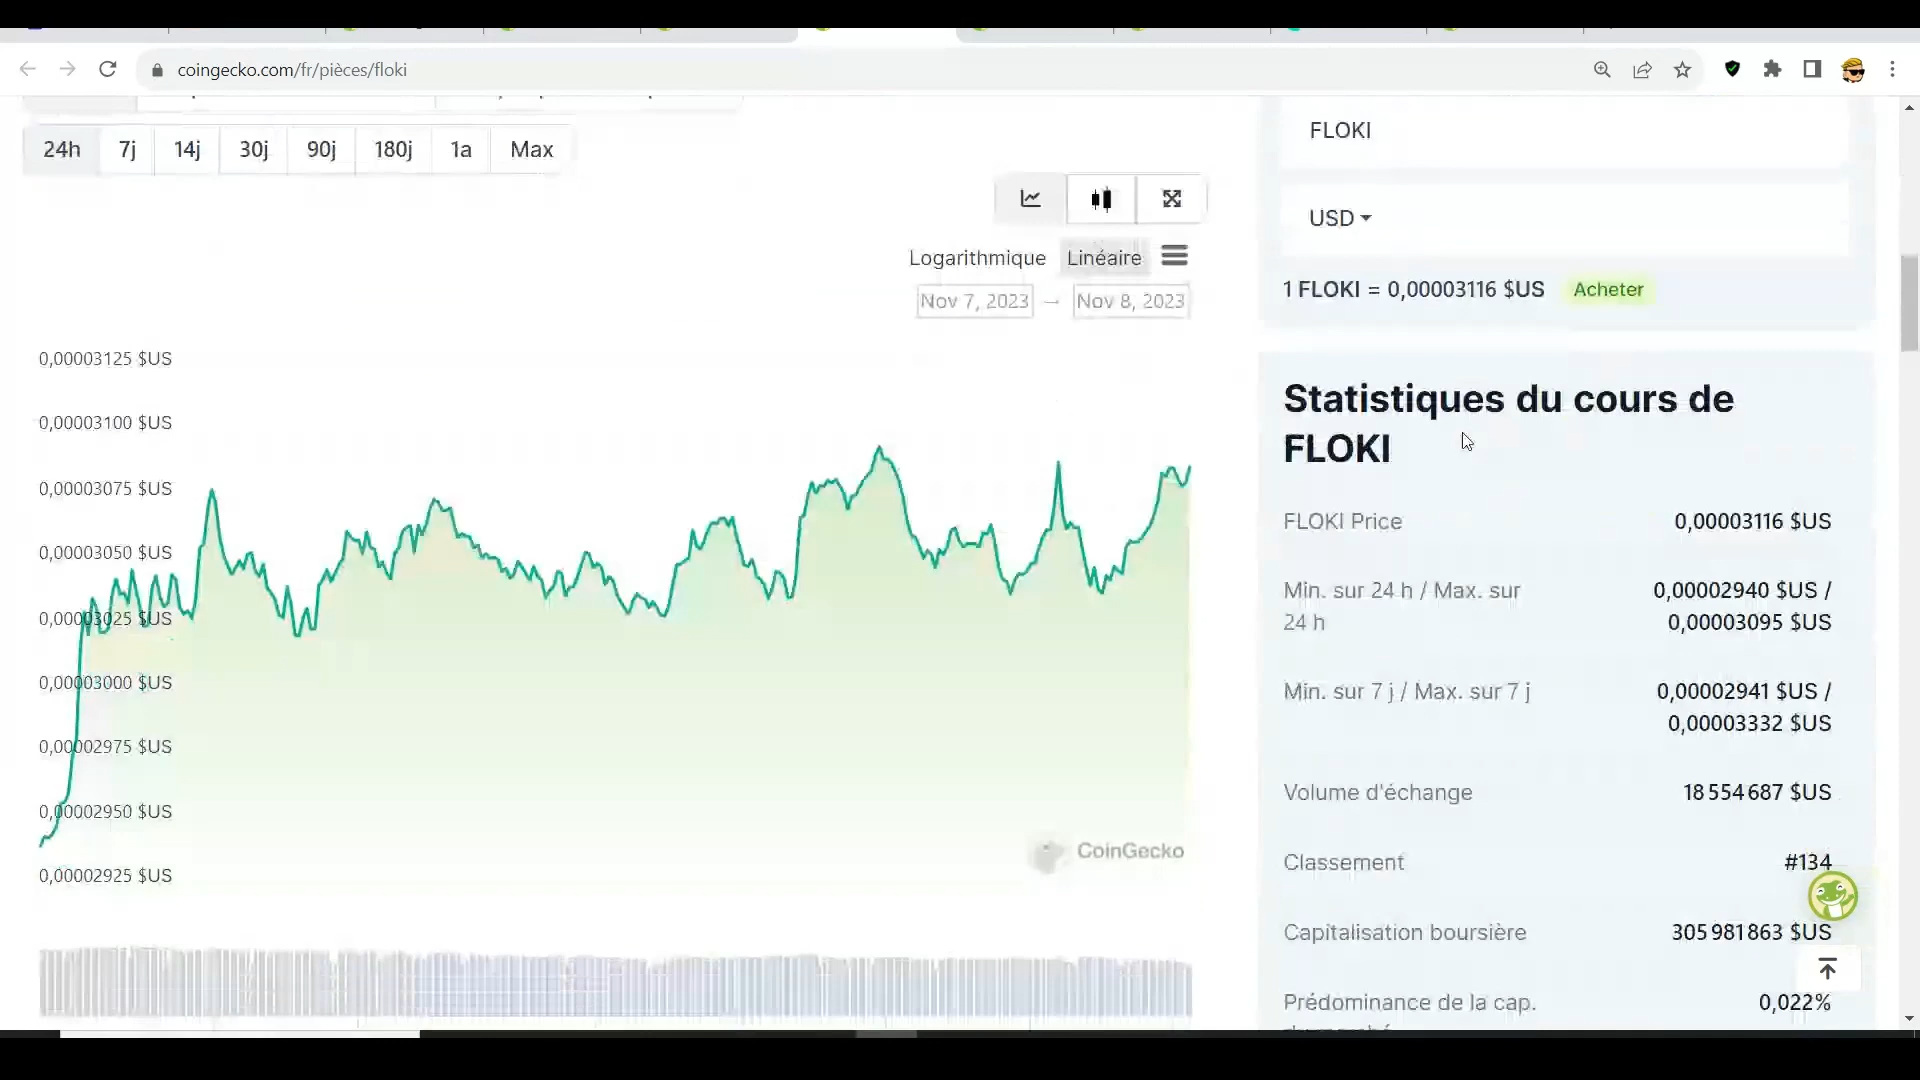 coingecko.com/fr/pièces/floki
24h 7j 14j 30j 90j 180j 1a Max
Logarithmique Linéaire
Nov 7, 2023 → Nov 8, 2023
0,00003125 $US
0,00003100 $US
0,00003075 $US
0,00003050 $US
0,00003025 $US
0,00003000 $US
0,00002975 $US
0,00002950 $US
0,00002925 $US
CoinGecko
FLOKI
USD
1 FLOKI = 0,00003116 $US Acheter
Statistiques du cours de
FLOKI
FLOKI Price 0,00003116 $US
Min. sur 24 h / Max. sur 0,00002940 $US /
24 h 0,00003095 $US
Min. sur 7 j / Max. sur 7 j 0,00002941 $US /
0,00003332 $US
Volume d'échange 18 554 687 $US
Classement #134
Capitalisation boursière 305 981 863 $US
Prédominance de la cap. 0,022%